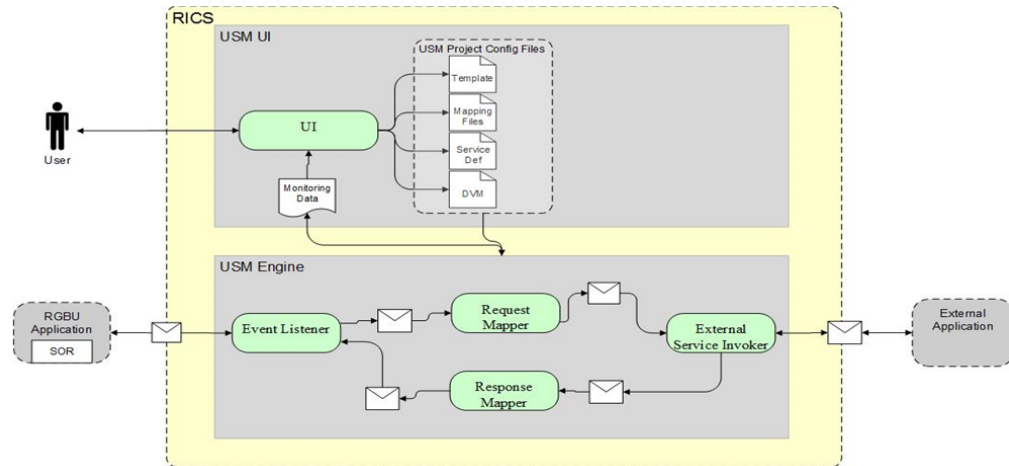 RICS
USM UI
USM Project Config Files
Template
Mapping
Files
Service
Def
DVM
UI
User
Monitoring
Data
USM Engine
RGBU
Application
SOR
Event Listener
Request
Mapper
External
Service Invoker
Response
Mapper
External
Application